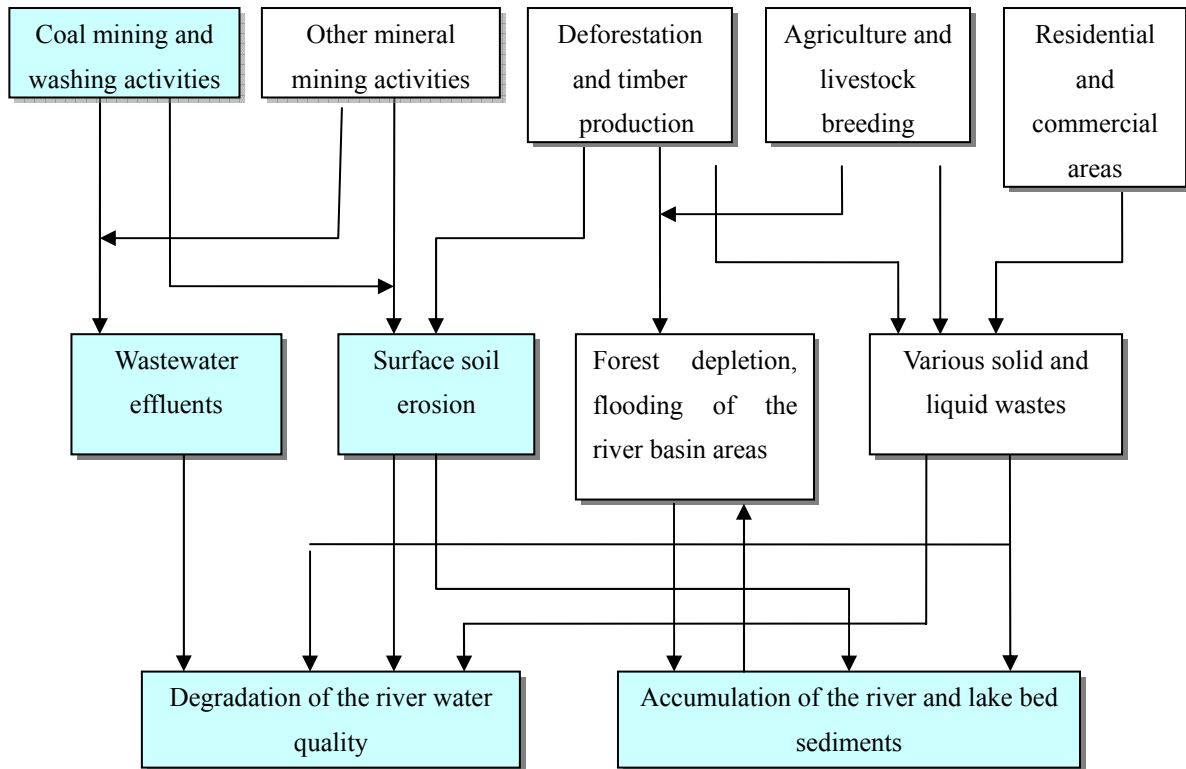 Coal mining and
washing activities
Other mineral
mining activities
Deforestation
and timber
production
Agriculture and
livestock
breeding
Residential
and
commercial
areas
Wastewater
effluents
Surface soil
erosion
Forest depletion,
flooding of the
river basin areas
Various solid and
liquid wastes
Degradation of the river water
quality
Accumulation of the river and lake bed
sediments